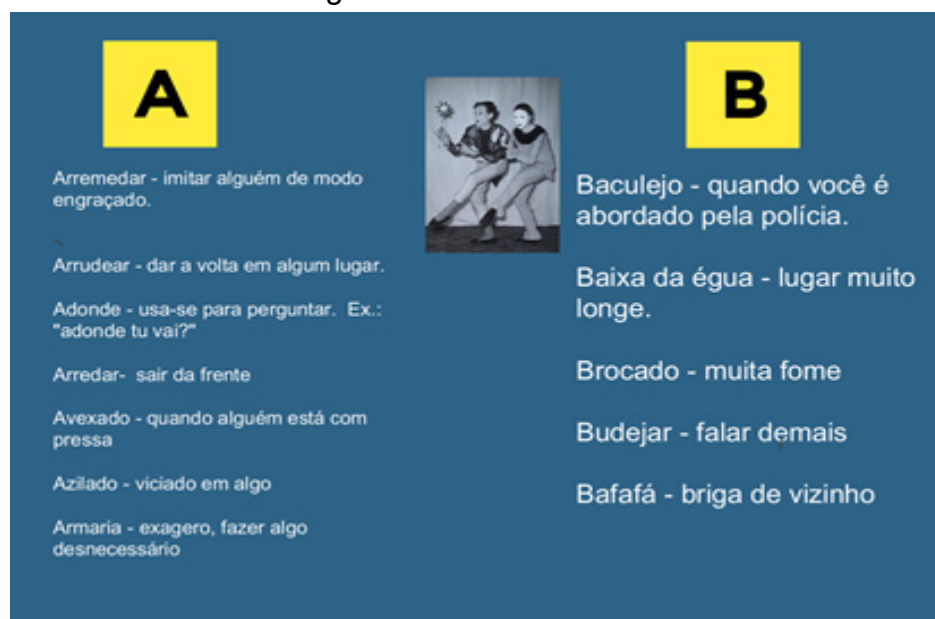 A
Arremedar - imitar alguém de modo
engraçado.
Arrudear - dar a volta em algum lugar.
Adonde - usa-se para perguntar.  Ex.:
"adonde tu vai?"
Arredar-  sair da frente
Avexado - quando alguém está com
pressa
Azilado - viciado em algo
Armaria - exagero, fazer algo
desnecessário
B
Baculejo - quando você é
abordado pela polícia.
Baixa da égua - lugar muito
longe.
Brocado - muita fome
Budejar - falar demais
Bafafá - briga de vizinho